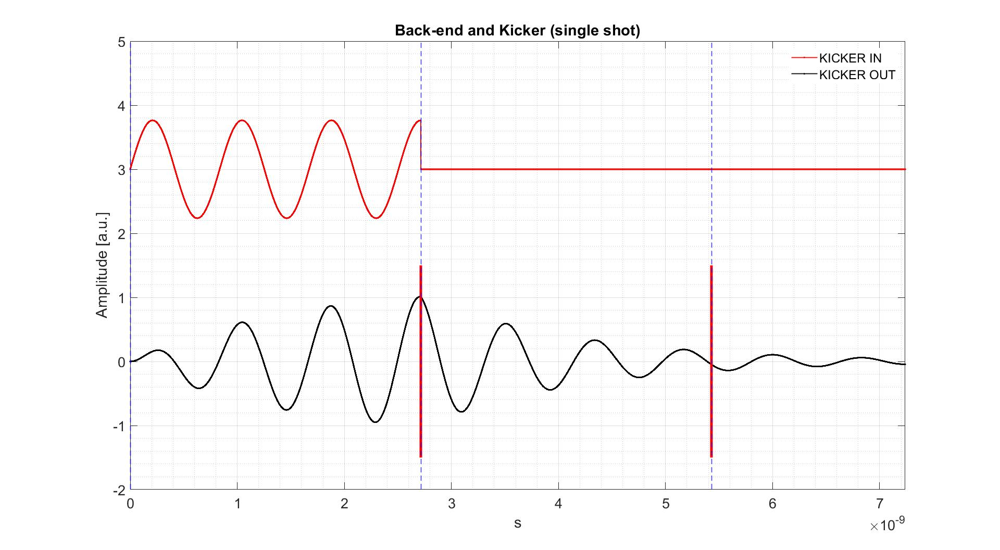 Back-end and Kicker (single shot)
KICKER IN
KICKER OUT
Amplitude [a.u.]
5
4
3
2
1
0
-1
-2
0 1 2 3 4 5 6 7
s
×10-9